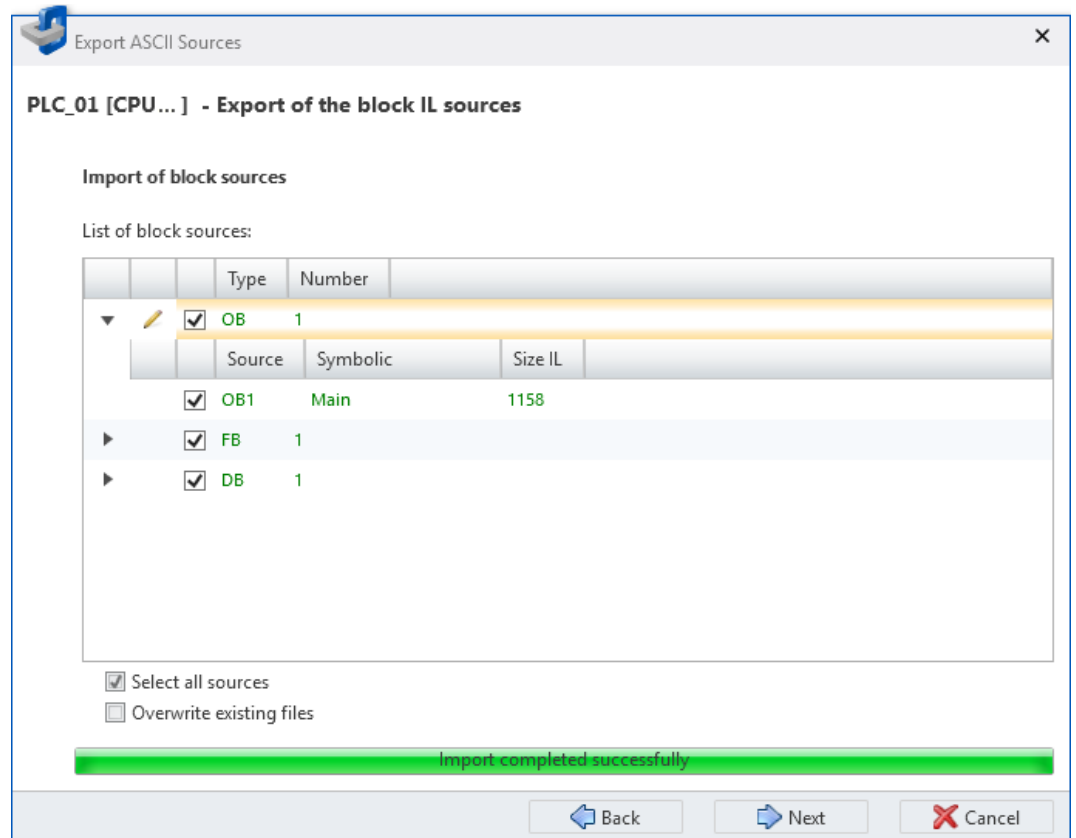 Export ASCII Sources
PLC_01 [CPU... ] - Export of the block IL sources
Import of block sources
List of block sources:
Type Number
OB 1
Source Symbolic Size IL
OB1 Main 1158
FB 1
DB 1
Select all sources
Overwrite existing files
Import completed successfully
Back Next Cancel